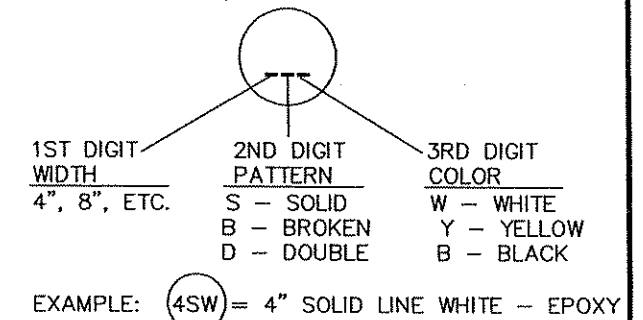 1ST DIGIT 2ND DIGIT 3RD DIGIT
WIDTH PATTERN COLOR
4", 8", ETC. S – SOLID W – WHITE
B – BROKEN Y – YELLOW
D – DOUBLE B – BLACK
EXAMPLE: 4SW = 4" SOLID LINE WHITE – EPOXY